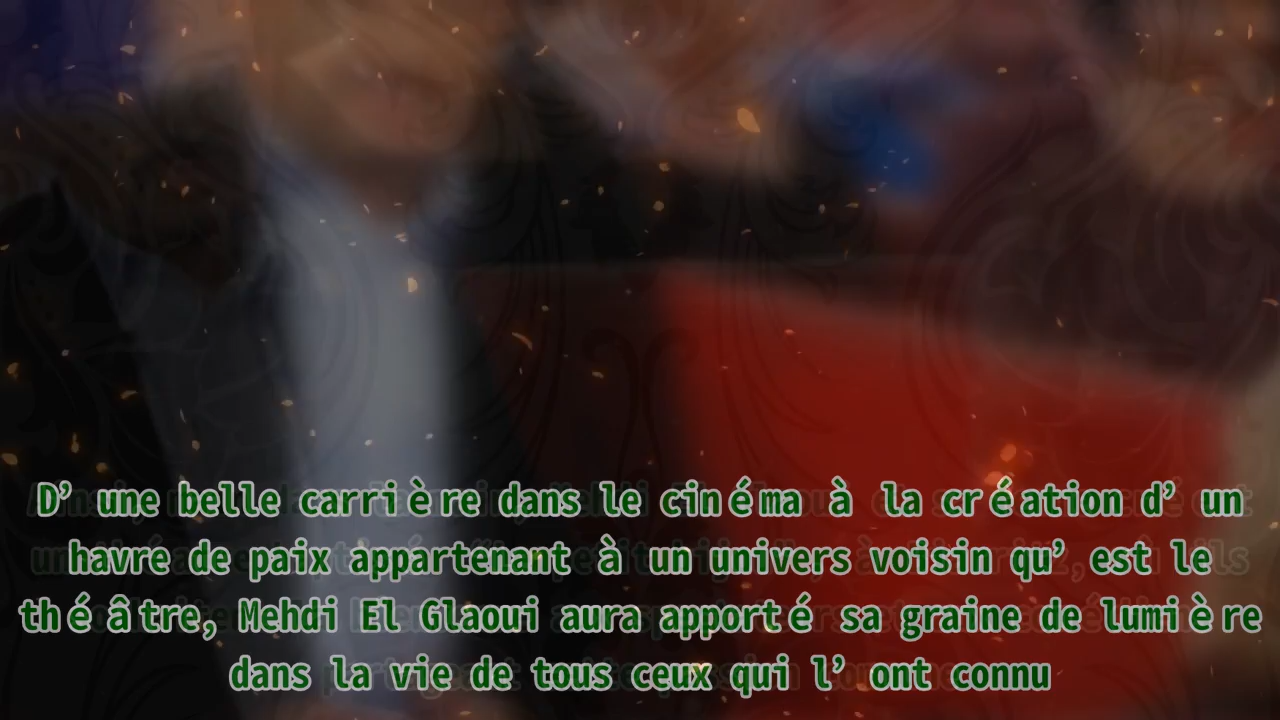 D’ une belle carrière dans le cinéma à la création d’ un
havre de paix appartenant à un univers voisin qu’ est le
théâtre, Mehdi El Glaoui aura apporté sa graine de lumière
dans la vie de tous ceux qui l’ ont connu